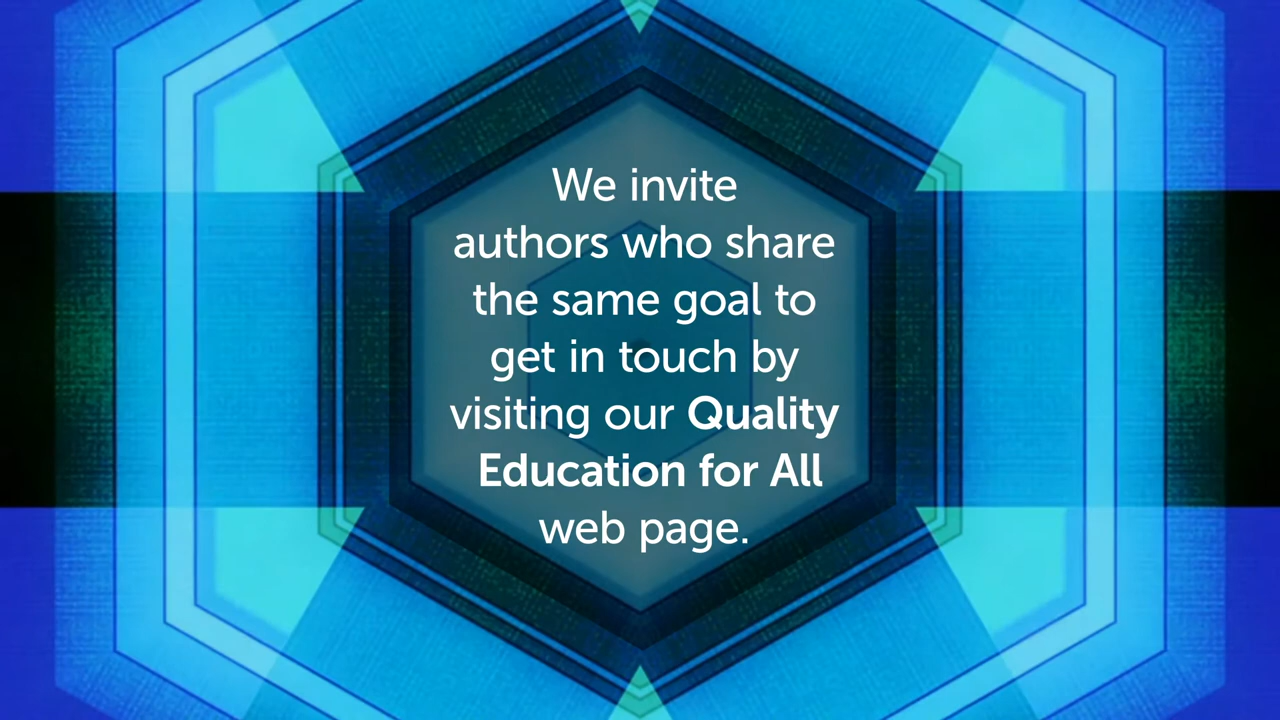 We invite
authors who share
the same goal to
get in touch by
visiting our Quality
Education for All
web page.